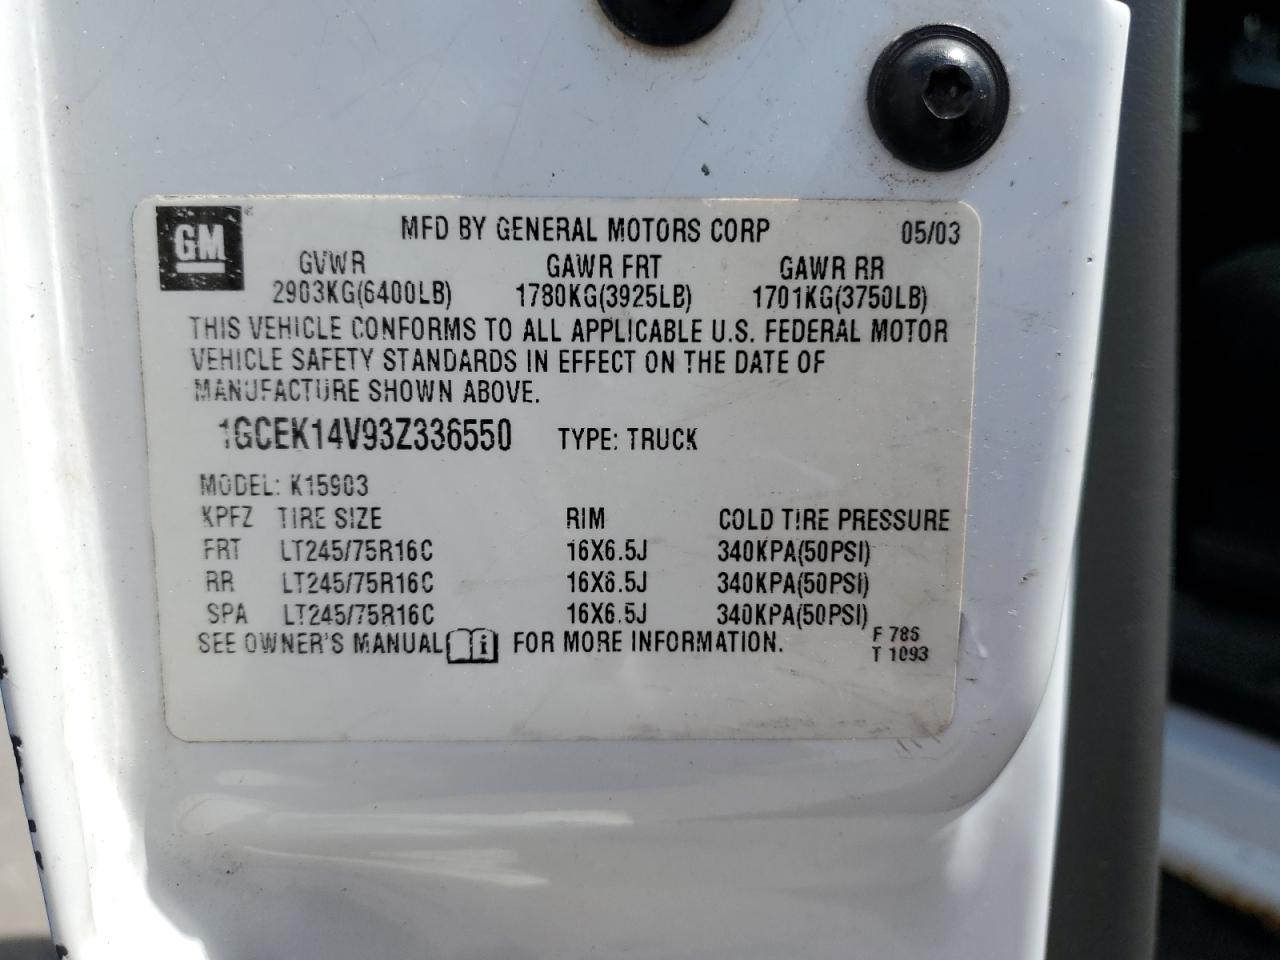 GM
MFD BY GENERAL MOTORS CORP 05/03
GVWR GAWR FRT GAWR RR
2903KG(6400LB) 1780KG(3925LB) 1701KG(3750LB)
THIS VEHICLE CONFORMS TO ALL APPLICABLE U.S. FEDERAL MOTOR
VEHICLE SAFETY STANDARDS IN EFFECT ON THE DATE OF
MANUFACTURE SHOWN ABOVE.
1GCEK14V93Z336550 TYPE: TRUCK
MODEL: K15903
KPFZ TIRE SIZE RIM COLD TIRE PRESSURE
FRT LT245/75R16C 16X6.5J 340KPA(50PSI)
RR LT245/75R16C 16X6.5J 340KPA(50PSI)
SPA LT245/75R16C 16X6.5J 340KPA(50PSI)
SEE OWNER'S MANUAL i FOR MORE INFORMATION.
F 785
T 1093